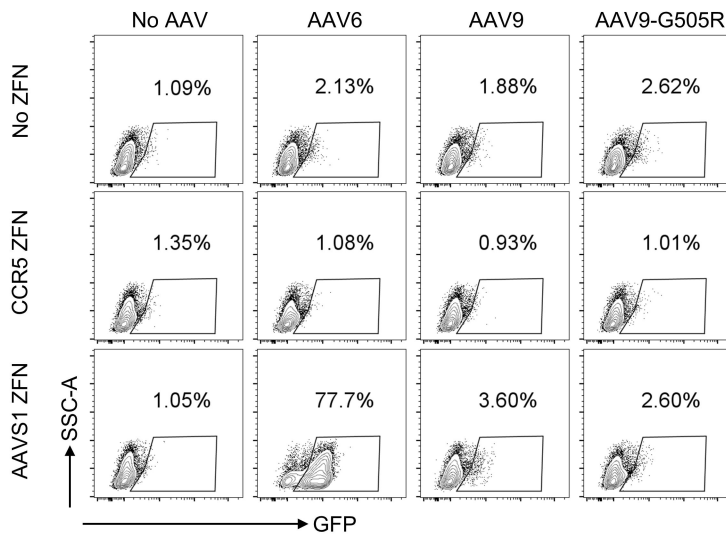 No AAV AAV6 AAV9 AAV9-G505R
No ZFN 1.09% 2.13% 1.88% 2.62%
CCR5 ZFN 1.35% 1.08% 0.93% 1.01%
AAVS1 ZFN 1.05% 77.7% 3.60% 2.60%
SSC-A
GFP